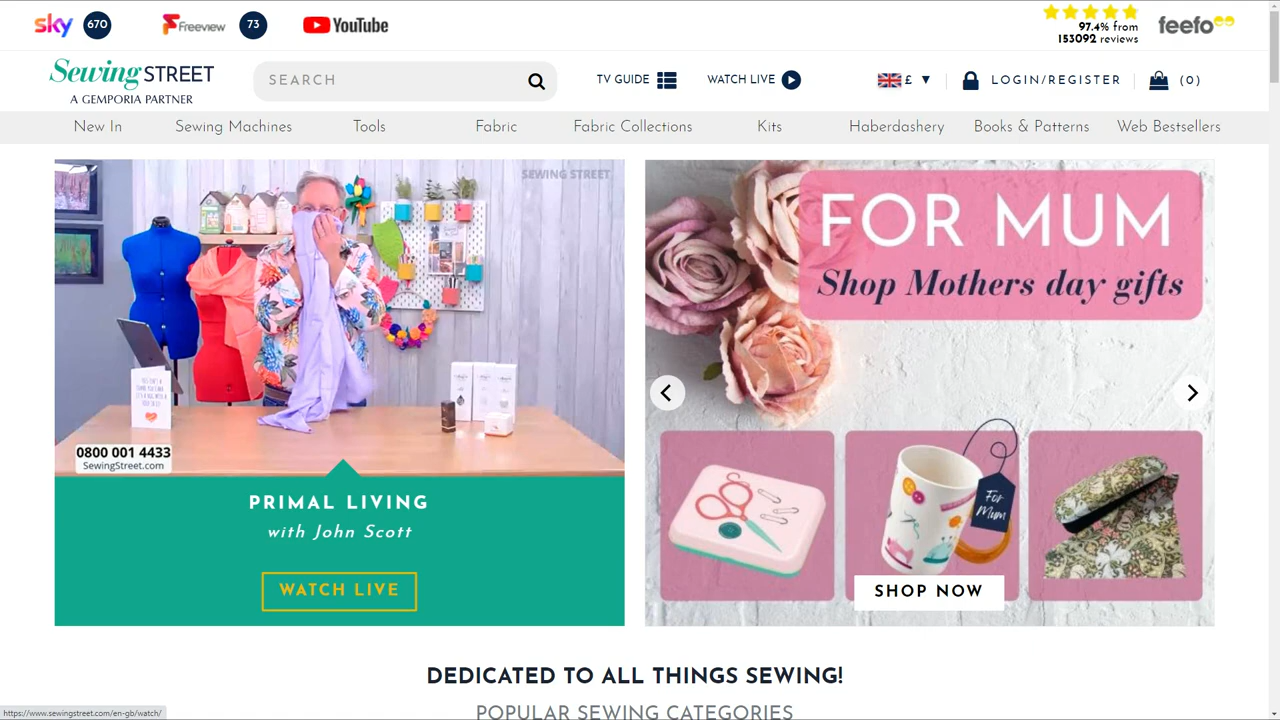 sky 670 Freeview 73 YouTube
97.4% from
153092 reviews
feefo
Sewing STREET
A GEMPORIA PARTNER
SEARCH
TV GUIDE
WATCH LIVE
£
LOGIN/REGISTER
(0)
New In Sewing Machines Tools Fabric Fabric Collections Kits Haberdashery Books & Patterns Web Bestsellers
SEWING STREET
0800 001 4433
SewingStreet.com
PRIMAL LIVING
with John Scott
WATCH LIVE
FOR MUM
Shop Mothers day gifts
For
Mum
SHOP NOW
DEDICATED TO ALL THINGS SEWING!
POPULAR SEWING CATEGORIES
https://www.sewingstreet.com/en-gb/watch/